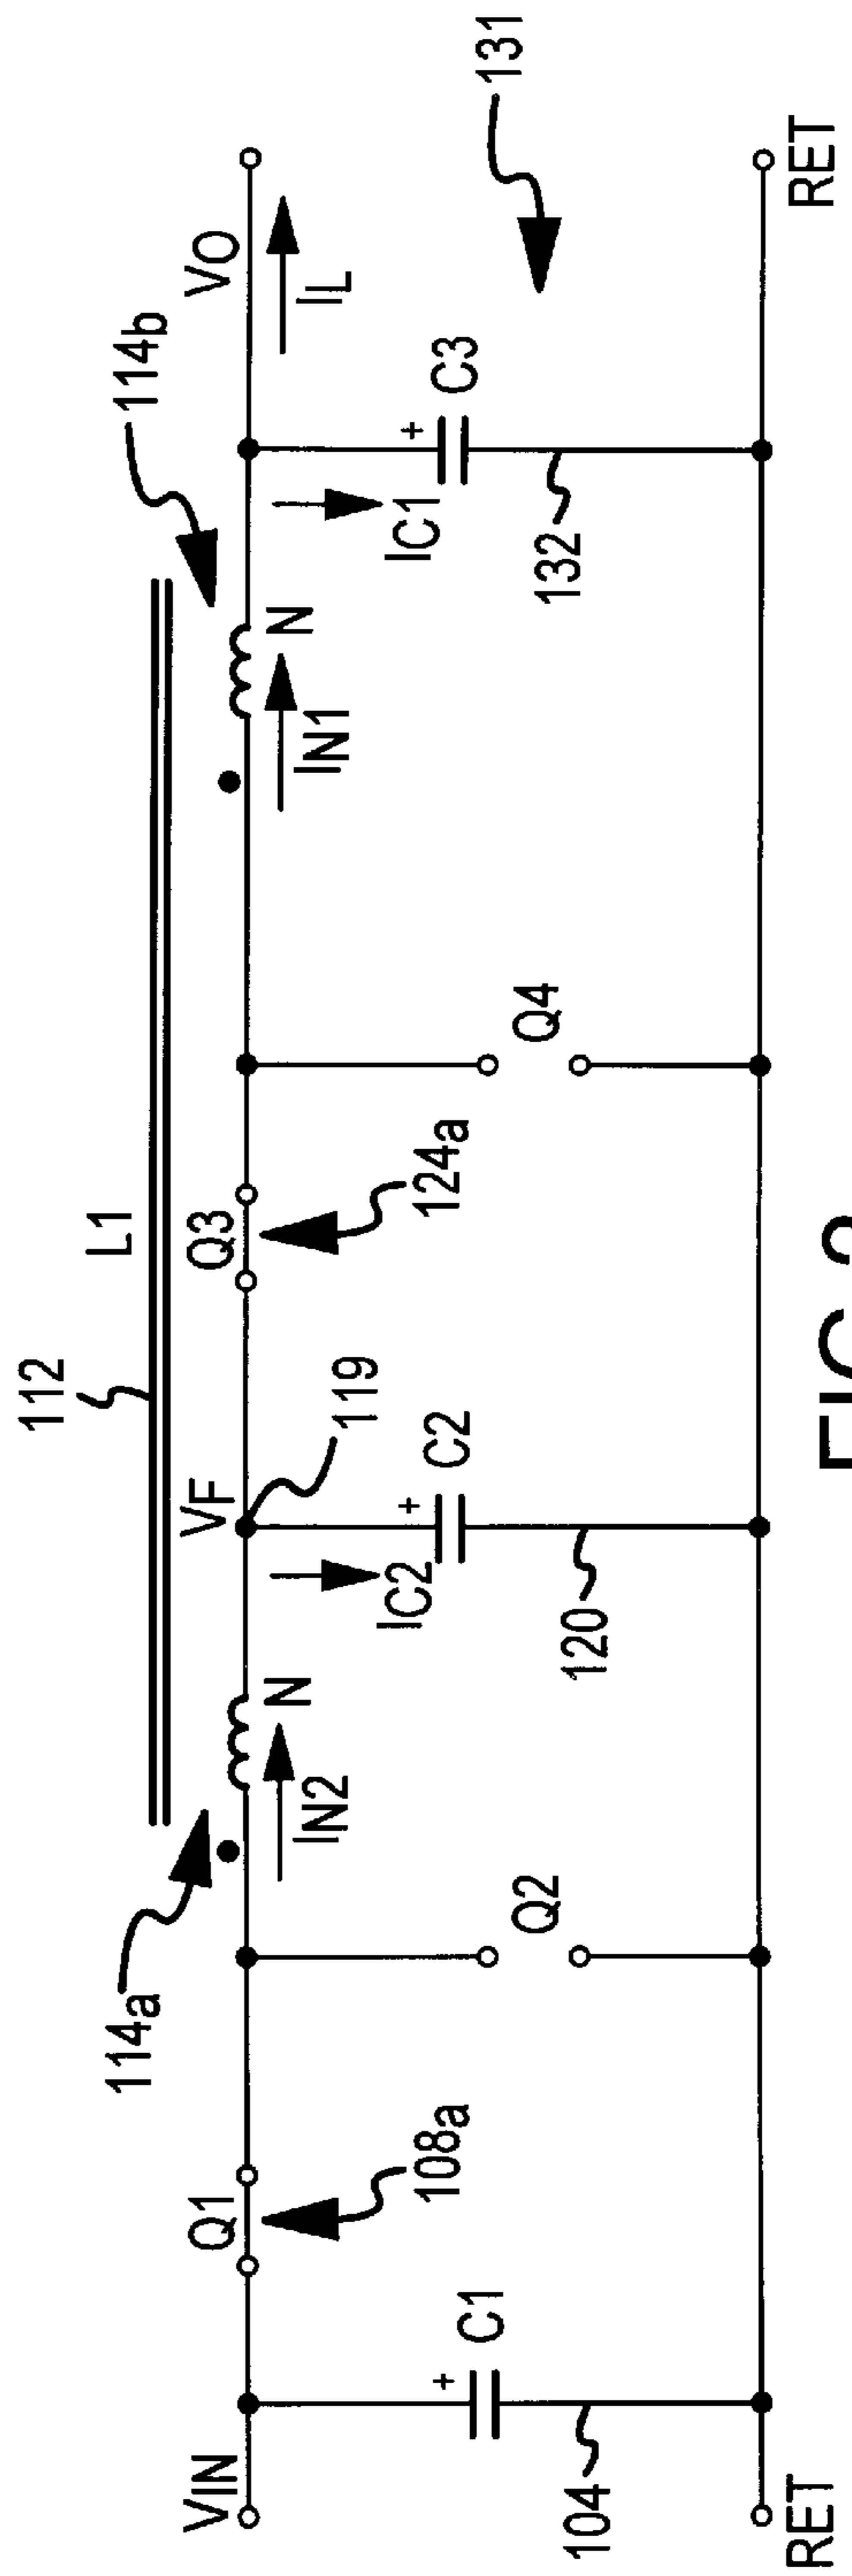 112
L1
114a
114b
VIN
Q1
VF
119
Q3
VO
108a
IN2
N
124a
IN1
N
IL
IC2
IC1
C1
+
Q2
C2
+
Q4
C3
+
131
104
120
132
RET
RET